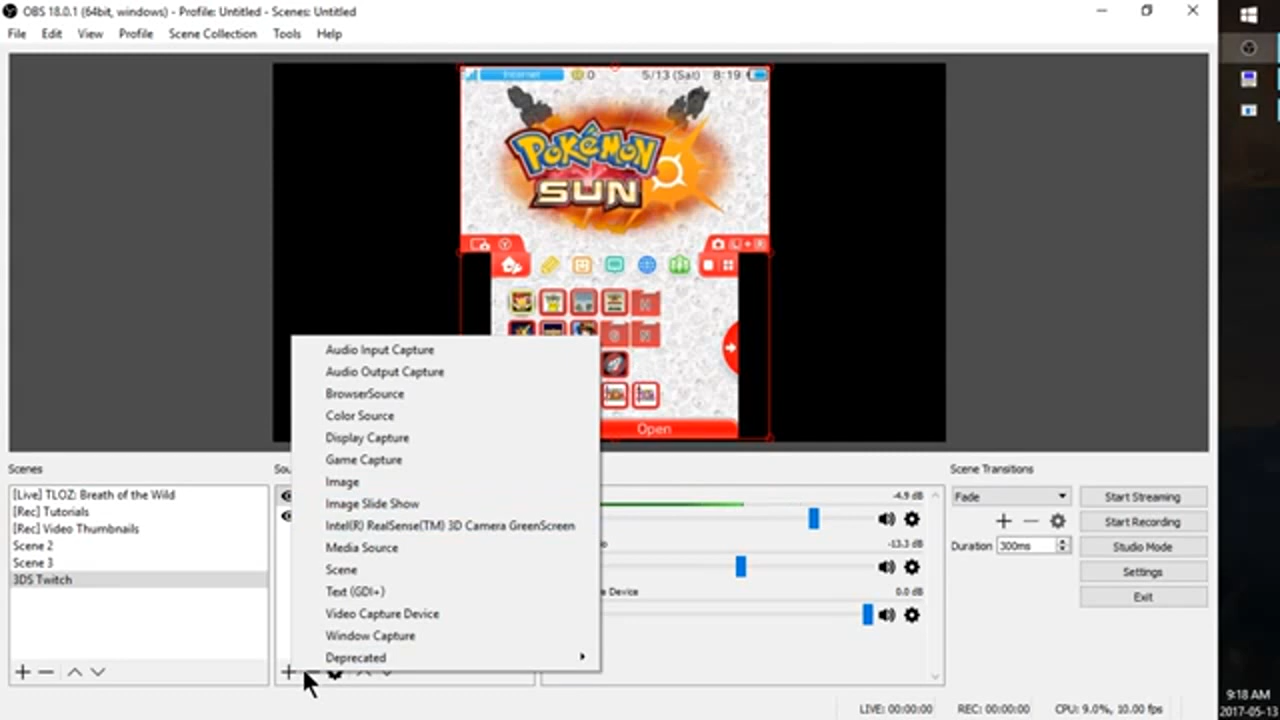 OBS 18.0.1 (64bit, windows) - Profile: Untitled - Scenes: Untitled
File Edit View Profile Scene Collection Tools Help
Internet 0 5/13 (Sat) 8:19
POKéMON
SUN
Open
Audio Input Capture
Audio Output Capture
BrowserSource
Color Source
Display Capture
Game Capture
Image
Image Slide Show
Intel(R) RealSense(TM) 3D Camera GreenScreen
Media Source
Scene
Text (GDI+)
Video Capture Device
Window Capture
Deprecated
Scenes
[Live] TLOZ: Breath of the Wild
[Rec] Tutorials
[Rec] Video Thumbnails
Scene 2
Scene 3
3DS Twitch
Sou
-4.9 dB
-13.3 dB
Device
0.0 dB
Scene Transitions
Fade
Duration 300ms
Start Streaming
Start Recording
Studio Mode
Settings
Exit
LIVE: 00:00:00 REC: 00:00:00 CPU: 9.0%, 10.00 fps
9:18 AM
2017-05-13